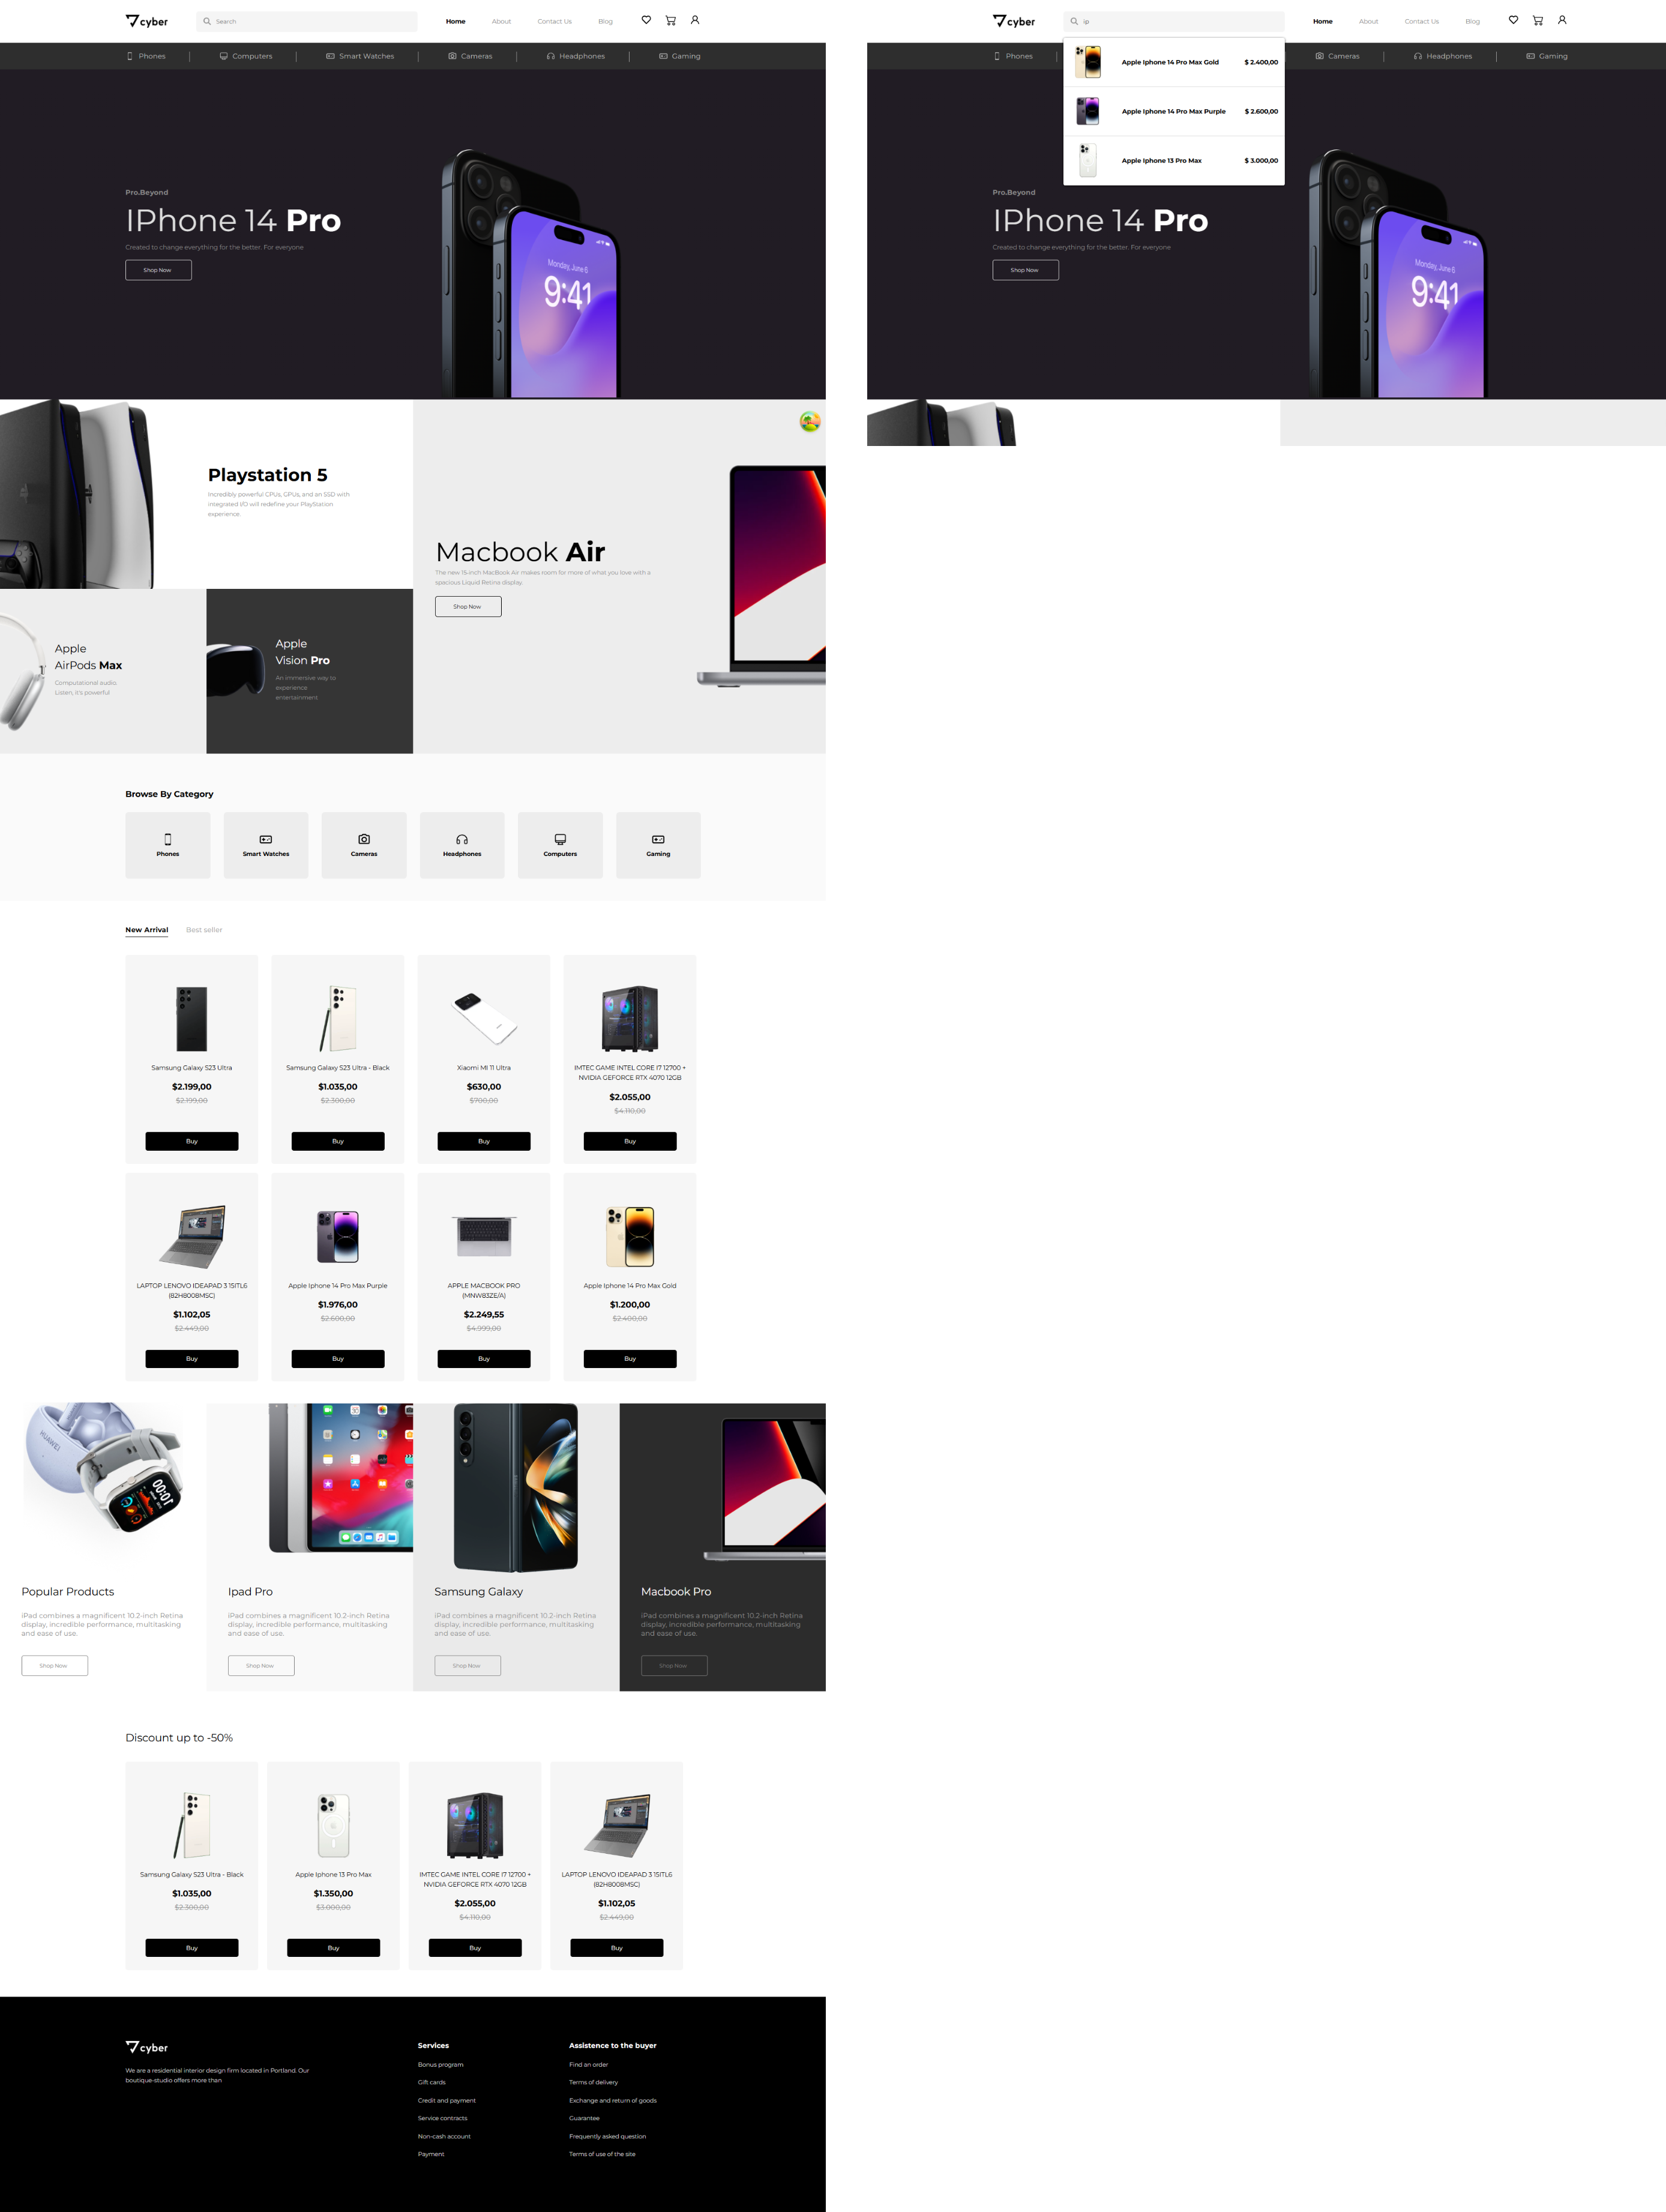 cyber
Search
Home
About
Contact Us
Blog
Phones
Computers
Smart Watches
Cameras
Headphones
Gaming
Pro.Beyond
IPhone 14 Pro
Created to change everything for the better. For everyone
Shop Now
Monday, June 6
9:41
Playstation 5
Incredibly powerful CPUs, GPUs, and an SSD with
integrated I/O will redefine your PlayStation
experience.
Macbook Air
The new 15-inch MacBook Air makes room for more of what you love with a
spacious Liquid Retina display.
Shop Now
Apple
AirPods Max
Computational audio.
Listen, it's powerful
Apple
Vision Pro
An immersive way to
experience
entertainment
Browse By Category
Phones
Smart Watches
Cameras
Headphones
Computers
Gaming
New Arrival
Best seller
Samsung Galaxy S23 Ultra
$2.199,00
$2.199,00
Buy
Samsung Galaxy S23 Ultra - Black
$1.035,00
$2.300,00
Buy
Xiaomi MI 11 Ultra
$630,00
$700,00
Buy
IMTEC GAME INTEL CORE I7 12700 +
NVIDIA GEFORCE RTX 4070 12GB
$2.055,00
$4.110,00
Buy
LAPTOP LENOVO IDEAPAD 3 15ITL6
(82H8008MSC)
$1.102,05
$2.449,00
Buy
Apple Iphone 14 Pro Max Purple
$1.976,00
$2.600,00
Buy
APPLE MACBOOK PRO
(MNW83ZE/A)
$2.249,55
$4.999,00
Buy
Apple Iphone 14 Pro Max Gold
$1.200,00
$2.400,00
Buy
HUAWEI
00:01
Popular Products
iPad combines a magnificent 10.2-inch Retina
display, incredible performance, multitasking
and ease of use.
Shop Now
Ipad Pro
iPad combines a magnificent 10.2-inch Retina
display, incredible performance, multitasking
and ease of use.
Shop Now
Samsung Galaxy
iPad combines a magnificent 10.2-inch Retina
display, incredible performance, multitasking
and ease of use.
Shop Now
Macbook Pro
iPad combines a magnificent 10.2-inch Retina
display, incredible performance, multitasking
and ease of use.
Shop Now
Discount up to -50%
Samsung Galaxy S23 Ultra - Black
$1.035,00
$2.300,00
Buy
Apple Iphone 13 Pro Max
$1.350,00
$3.000,00
Buy
IMTEC GAME INTEL CORE I7 12700 +
NVIDIA GEFORCE RTX 4070 12GB
$2.055,00
$4.110,00
Buy
LAPTOP LENOVO IDEAPAD 3 15ITL6
(82H8008MSC)
$1.102,05
$2.449,00
Buy
cyber
We are a residential interior design firm located in Portland. Our
boutique-studio offers more than
Services
Bonus program
Gift cards
Credit and payment
Service contracts
Non-cash account
Payment
Assistence to the buyer
Find an order
Terms of delivery
Exchange and return of goods
Guarantee
Frequently asked question
Terms of use of the site
cyber
ip
Home
About
Contact Us
Blog
Phones
Cameras
Headphones
Gaming
Apple Iphone 14 Pro Max Gold
$ 2.400,00
Apple Iphone 14 Pro Max Purple
$ 2.600,00
Apple Iphone 13 Pro Max
$ 3.000,00
Pro.Beyond
IPhone 14 Pro
Created to change everything for the better. For everyone
Shop Now
Monday, June 6
9:41